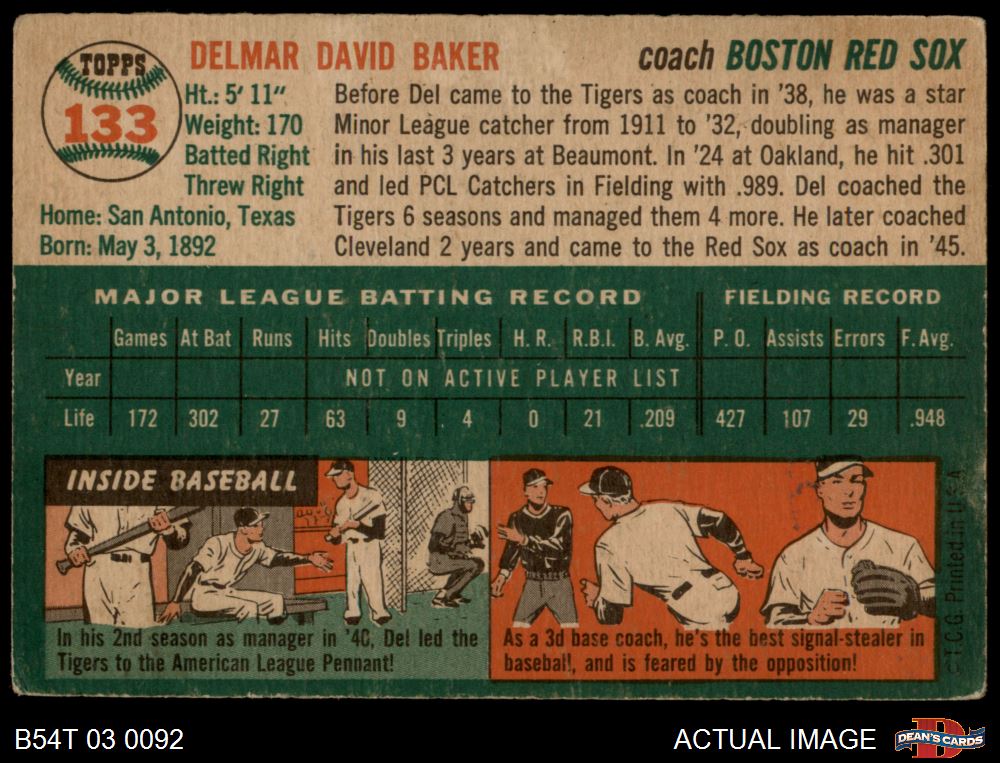 TOPPS
133
DELMAR DAVID BAKER
coach BOSTON RED SOX
Ht.: 5' 11"
Weight: 170
Batted Right
Threw Right
Home: San Antonio, Texas
Born: May 3, 1892
Before Del came to the Tigers as coach in '38, he was a star
Minor League catcher from 1911 to '32, doubling as manager
in his last 3 years at Beaumont. In '24 at Oakland, he hit .301
and led PCL Catchers in Fielding with .989. Del coached the
Tigers 6 seasons and managed them 4 more. He later coached
Cleveland 2 years and came to the Red Sox as coach in '45.
MAJOR LEAGUE BATTING RECORD FIELDING RECORD
Games At Bat Runs Hits Doubles Triples H. R. R.B.I. B. Avg. P. O. Assists Errors F. Avg.
Year NOT ON ACTIVE PLAYER LIST
Life 172 302 27 63 9 4 0 21 .209 427 107 29 .948
INSIDE BASEBALL
In his 2nd season as manager in '40, Del led the
Tigers to the American League Pennant!
As a 3d base coach, he's the best signal-stealer in
baseball, and is feared by the opposition!
© T.C.G. Printed in U.S.A.
B54T 03 0092
ACTUAL IMAGE
DEAN'S CARDS